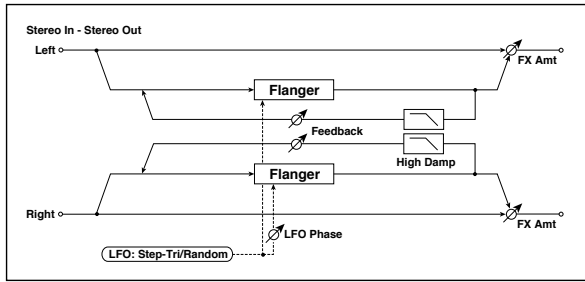 Stereo In - Stereo Out
Left
FX Amt
Flanger
Feedback
High Damp
Flanger
Right
LFO Phase
FX Amt
LFO: Step-Tri/Random